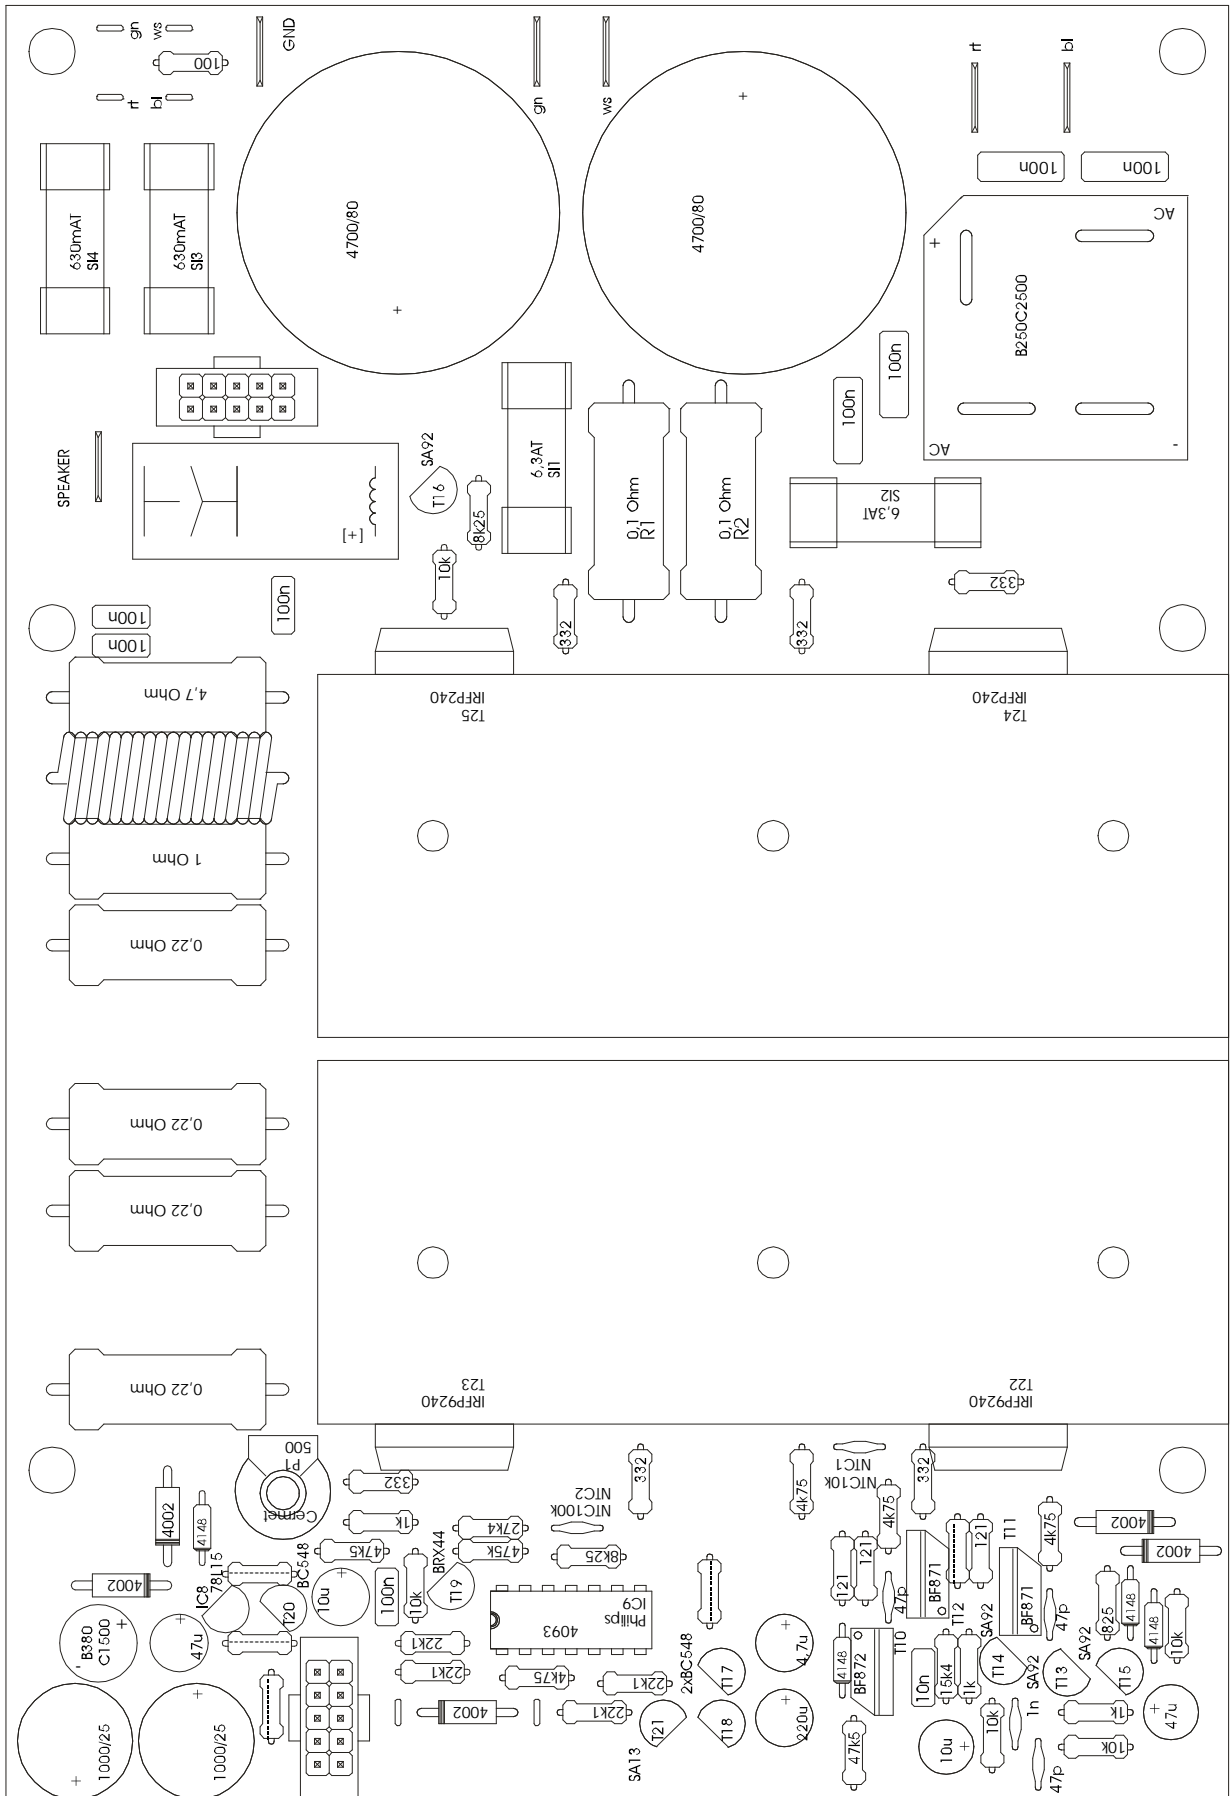 gn
ws
100
rt
bl
GND
gn
ws
rt
bl
100n
100n
4700/80
+
4700/80
+
630mAT
SI4
630mAT
SI3
AC
+
B250C2500
AC
-
100n
100n
SPEAKER
[+]
SA92
T16
8k25
10k
6,3AT
SI1
0,1 Ohm
R1
0,1 Ohm
R2
6,3AT
SI2
332
332
332
100n
100n
100n
4,7 Ohm
1 Ohm
0,22 Ohm
0,22 Ohm
0,22 Ohm
0,22 Ohm
IRFP240
T25
IRFP240
T24
IRFP9240
T23
IRFP9240
T22
500
P1
Cermet
332
1k
47k5
4002
4148
4002
IC8
78L15
BC548
T20
10u
100n
10k
BRX44
T19
27k4
475k
NTC2
NTC100k
8k25
332
4k75
NTC1
NTC10k
332
4k75
121
121
47p
BF871
T12
121
T11
BF871
4k75
47p
4002
4002
825
4148
4148
10k
B380
C1500
+
-
47u
+
1000/25
+
1000/25
+
22k1
22k1
4002
Philips
IC9
4093
4k75
22k1
22k1
2xBC548
T17
T18
T21
SA13
4,7u
+
220u
+
4148
BF872
T10
47k5
10n
15k4
1k
SA92
T14
SA92
T13
SA92
T15
10u
+
10k
1n
47p
1k
10k
47u
+